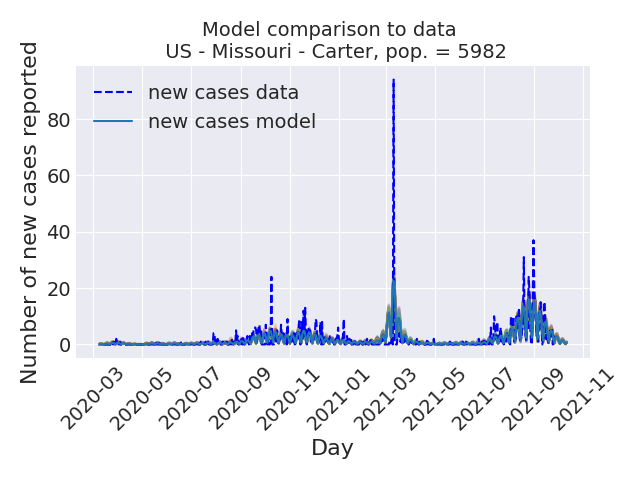 Model comparison to data
US - Missouri - Carter, pop. = 5982
new cases data
new cases model
Number of new cases reported
80
60
40
20
0
2020-03
2020-05
2020-07
2020-09
2020-11
2021-01
2021-03
2021-05
2021-07
2021-09
2021-11
Day